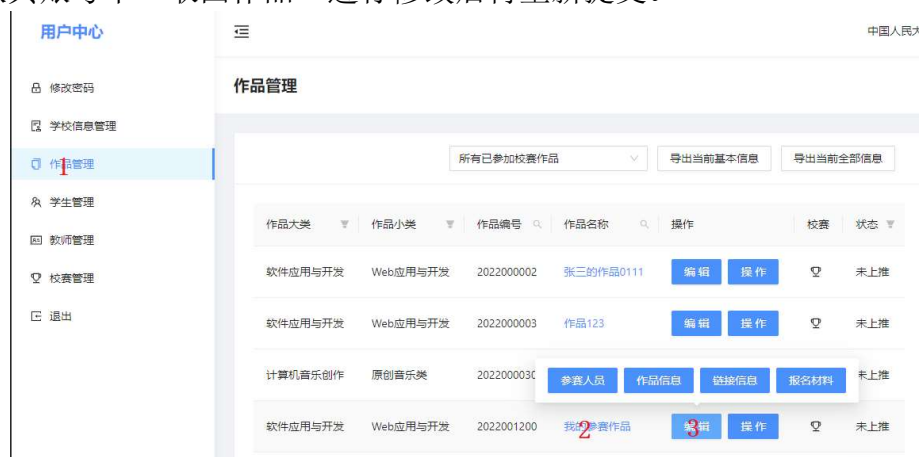 用户中心
中国人民大
修改密码
作品管理
学校信息管理
作品管理
1
所有已参加校赛作品
导出当前基本信息
导出当前全部信息
学生管理
教师管理
校赛管理
退出
作品大类 作品小类 作品编号 作品名称 操作 校赛 状态
软件应用与开发 Web应用与开发 2022000002 张三的作品0111 编辑 操作 未上推
软件应用与开发 Web应用与开发 2022000003 作品123 编辑 操作 未上推
计算机音乐创作 原创音乐类 2022000030 未上推
参赛人员 作品信息 链接信息 报名材料
软件应用与开发 Web应用与开发 2022001200 我的参赛作品 编辑 操作 未上推
2 3